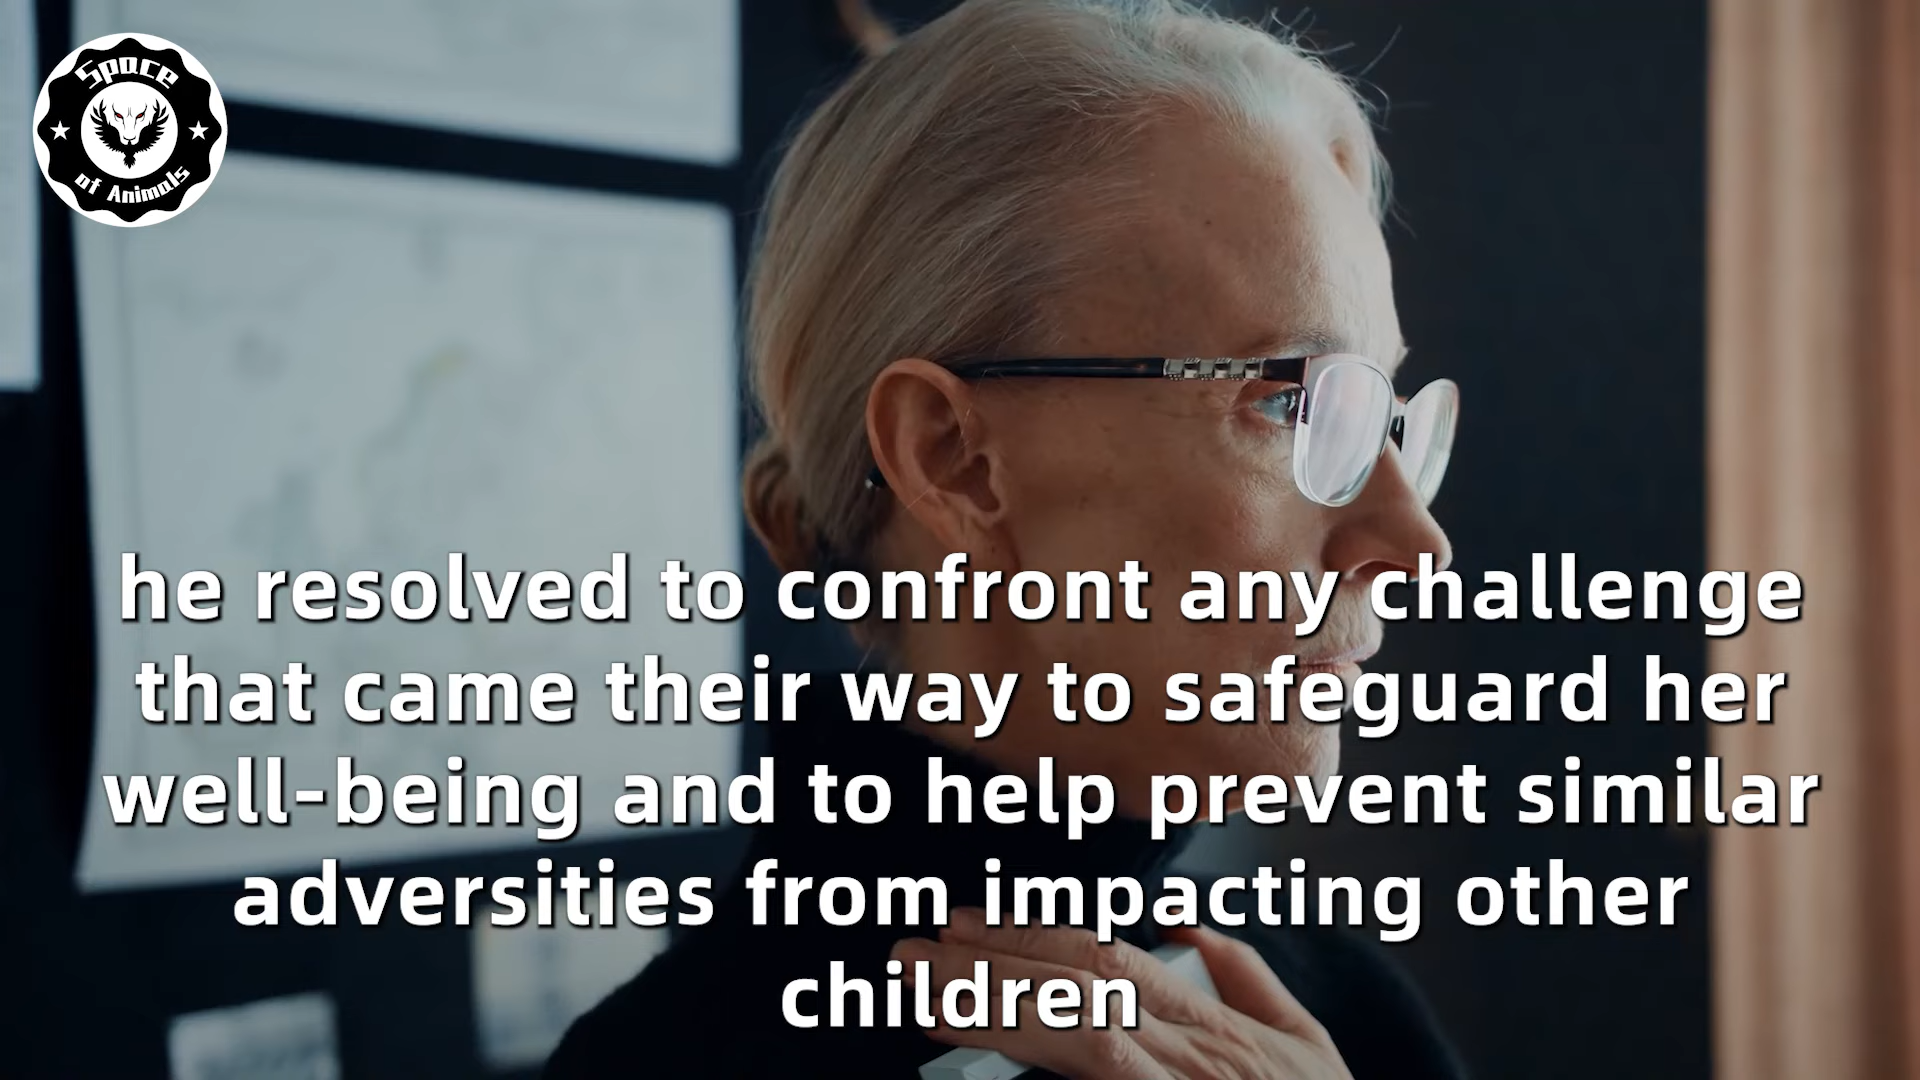 Space
of Animals
he resolved to confront any challenge
that came their way to safeguard her
well-being and to help prevent similar
adversities from impacting other
children